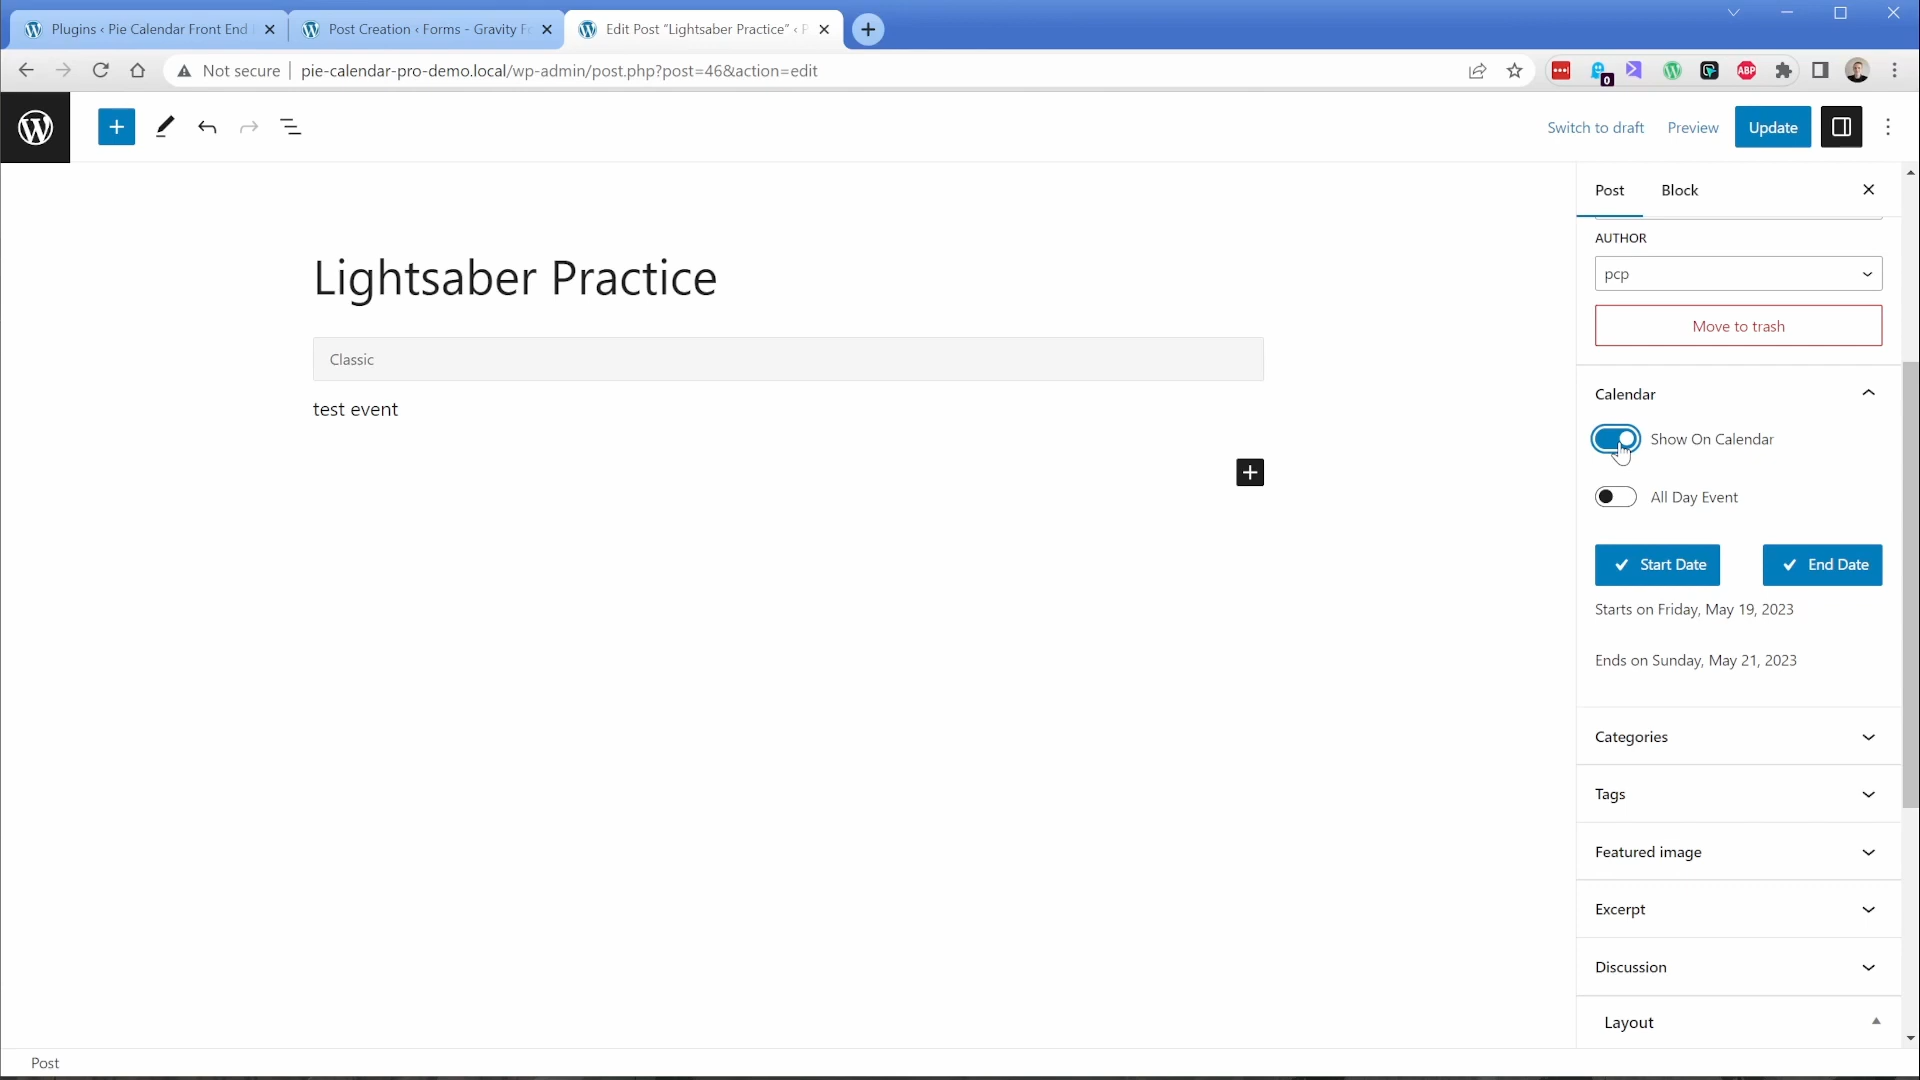 Plugins ‹ Pie Calendar Front End
Post Creation ‹ Forms - Gravity Fo
Edit Post “Lightsaber Practice” ‹ P
Not secure
pie-calendar-pro-demo.local/wp-admin/post.php?post=46&action=edit
0
ABP
Switch to draft
Preview
Update
Post
Block
AUTHOR
pcp
Move to trash
Lightsaber Practice
Classic
test event
Calendar
Show On Calendar
All Day Event
Start Date
End Date
Starts on Friday, May 19, 2023
Ends on Sunday, May 21, 2023
Categories
Tags
Featured image
Excerpt
Discussion
Layout
Post